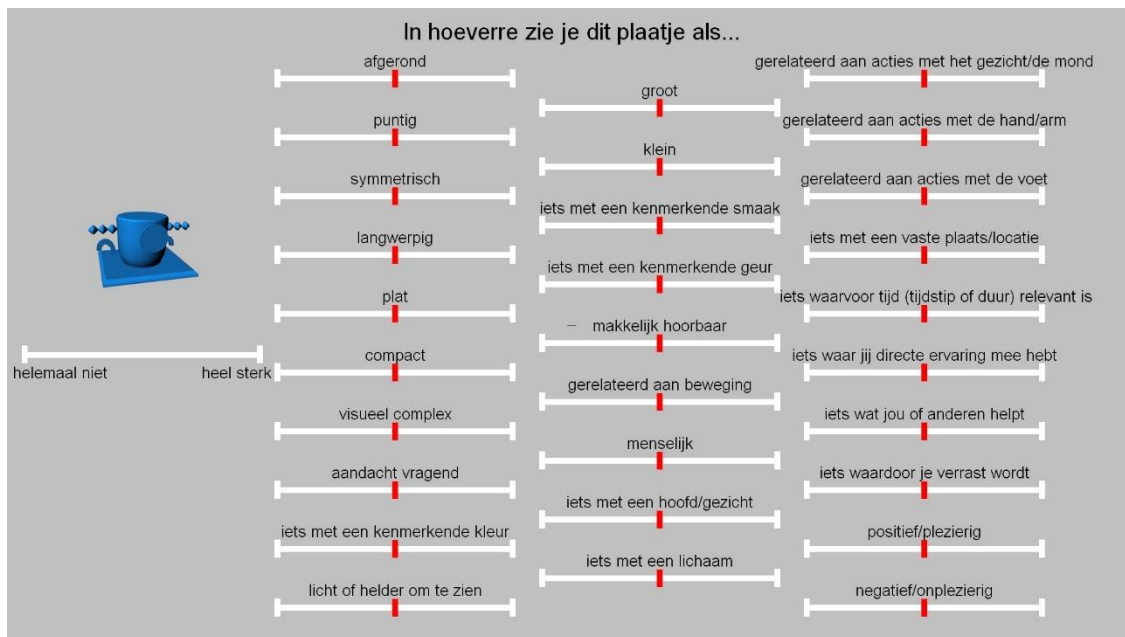 In hoeverre zie je dit plaatje als...
afgerond
puntig
symmetrisch
langwerpig
plat
compact
visueel complex
aandacht vragend
iets met een kenmerkende kleur
licht of helder om te zien
groot
klein
iets met een kenmerkende smaak
iets met een kenmerkende geur
makkelijk hoorbaar
gerelateerd aan beweging
menselijk
iets met een hoofd/gezicht
iets met een lichaam
gerelateerd aan acties met het gezicht/de mond
gerelateerd aan acties met de hand/arm
gerelateerd aan acties met de voet
iets met een vaste plaats/locatie
iets waarvoor tijd (tijdstip of duur) relevant is
iets waar jij directe ervaring mee hebt
iets wat jou of anderen helpt
iets waardoor je verrast wordt
positief/plezierig
negatief/onplezierig
helemaal niet
heel sterk